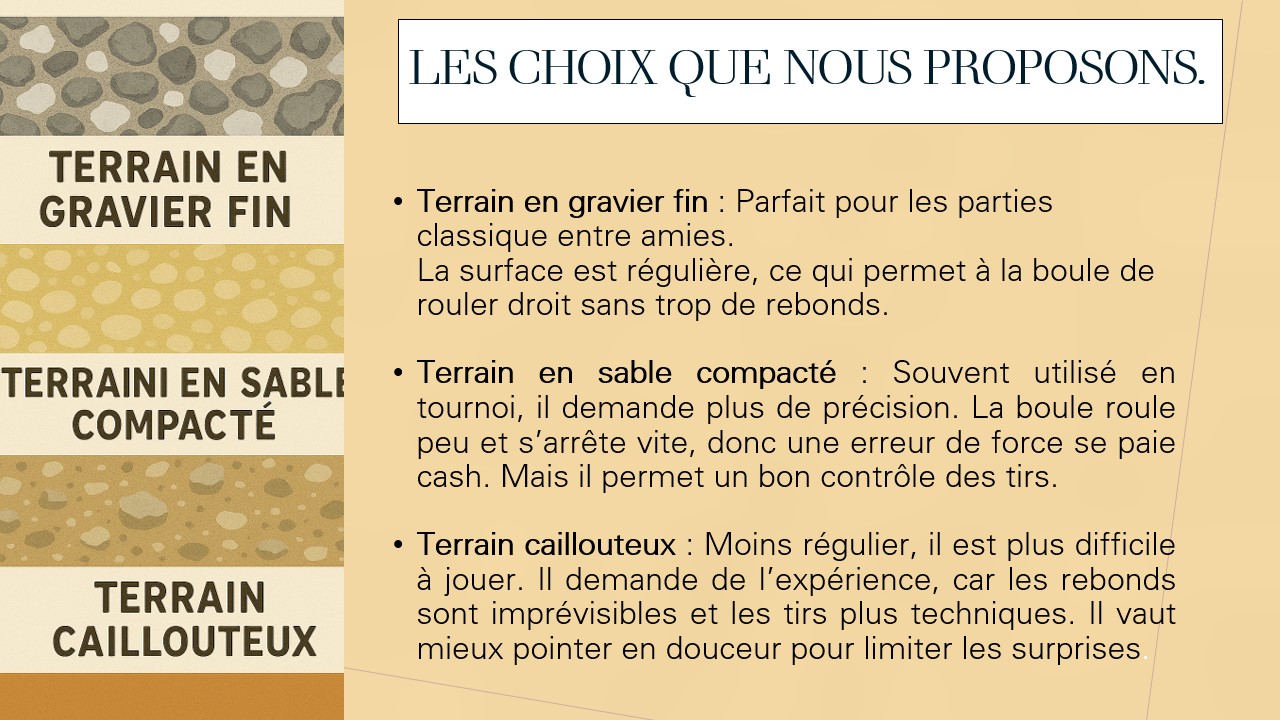 TERRAIN EN
GRAVIER FIN
TERRAINI EN SABLE
COMPACTÉ
TERRAIN
CAILLOUTEUX
LES CHOIX QUE NOUS PROPOSONS.
• Terrain en gravier fin : Parfait pour les parties
classique entre amies.
La surface est régulière, ce qui permet à la boule de
rouler droit sans trop de rebonds.
• Terrain en sable compacté : Souvent utilisé en
tournoi, il demande plus de précision. La boule roule
peu et s’arrête vite, donc une erreur de force se paie
cash. Mais il permet un bon contrôle des tirs.
• Terrain caillouteux : Moins régulier, il est plus difficile
à jouer. Il demande de l’expérience, car les rebonds
sont imprévisibles et les tirs plus techniques. Il vaut
mieux pointer en douceur pour limiter les surprises.